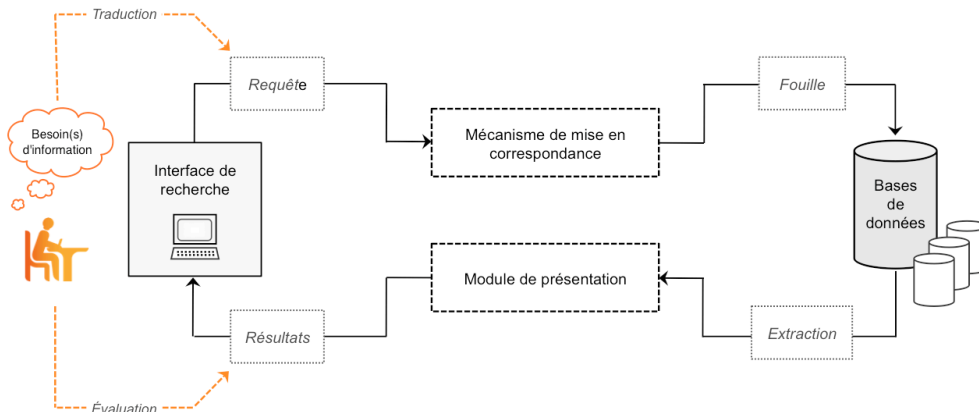 Traduction
Requête
Fouille
Besoin(s)
d'information
Mécanisme de mise en
correspondance
Interface de
recherche
Bases
de
données
Module de présentation
Résultats
Extraction
Évaluation